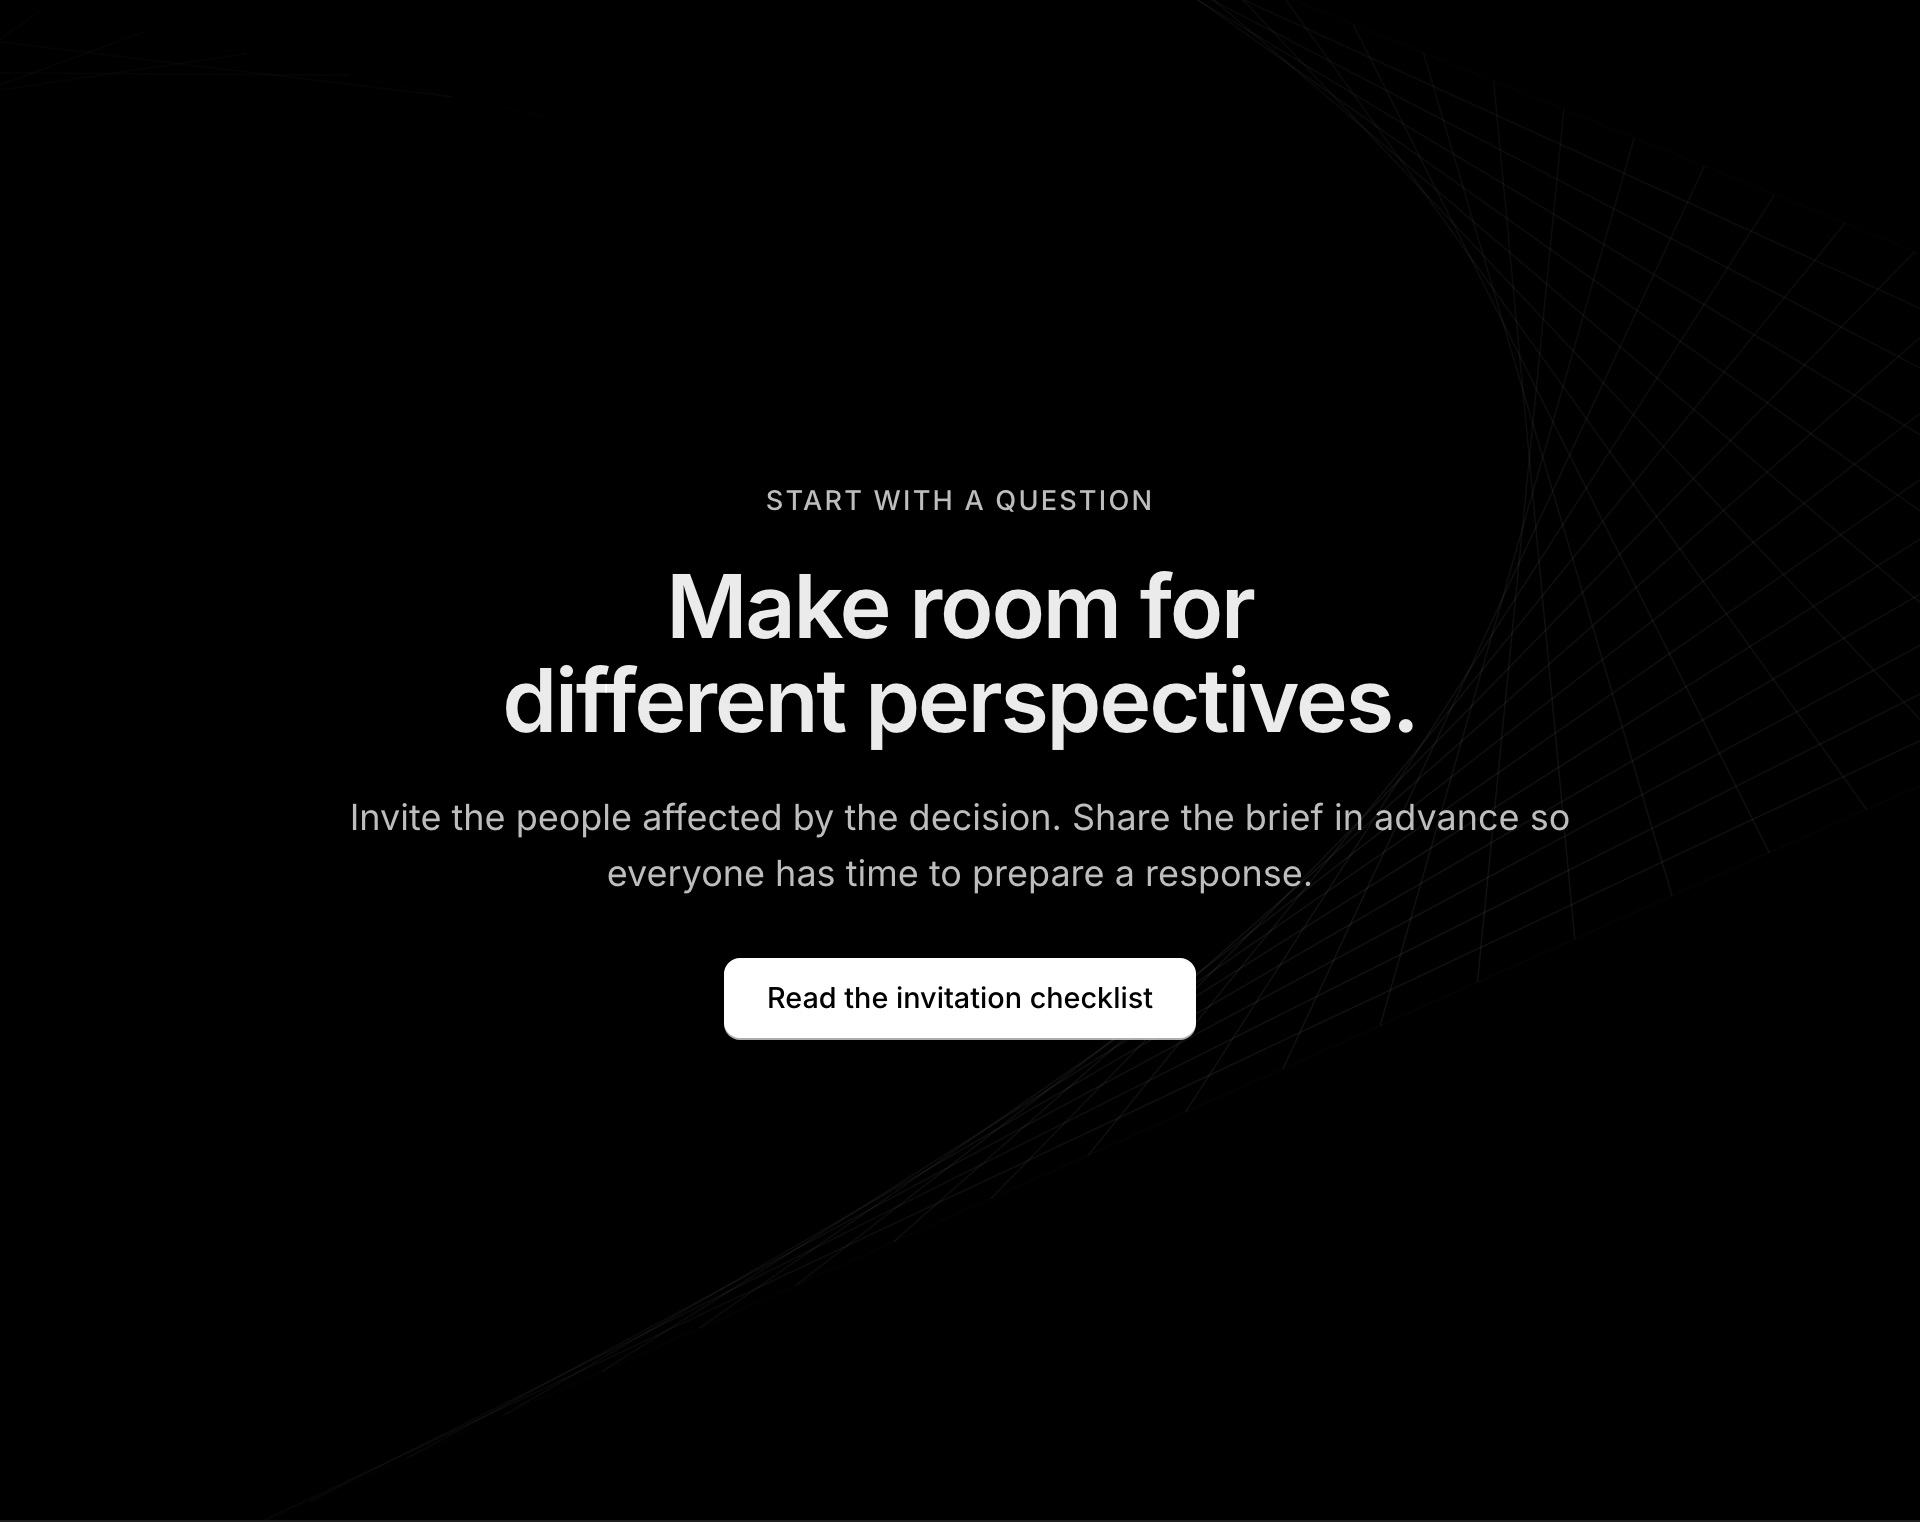 START WITH A QUESTION
Make room for
different perspectives.
Invite the people affected by the decision. Share the brief in advance so
everyone has time to prepare a response.
Read the invitation checklist